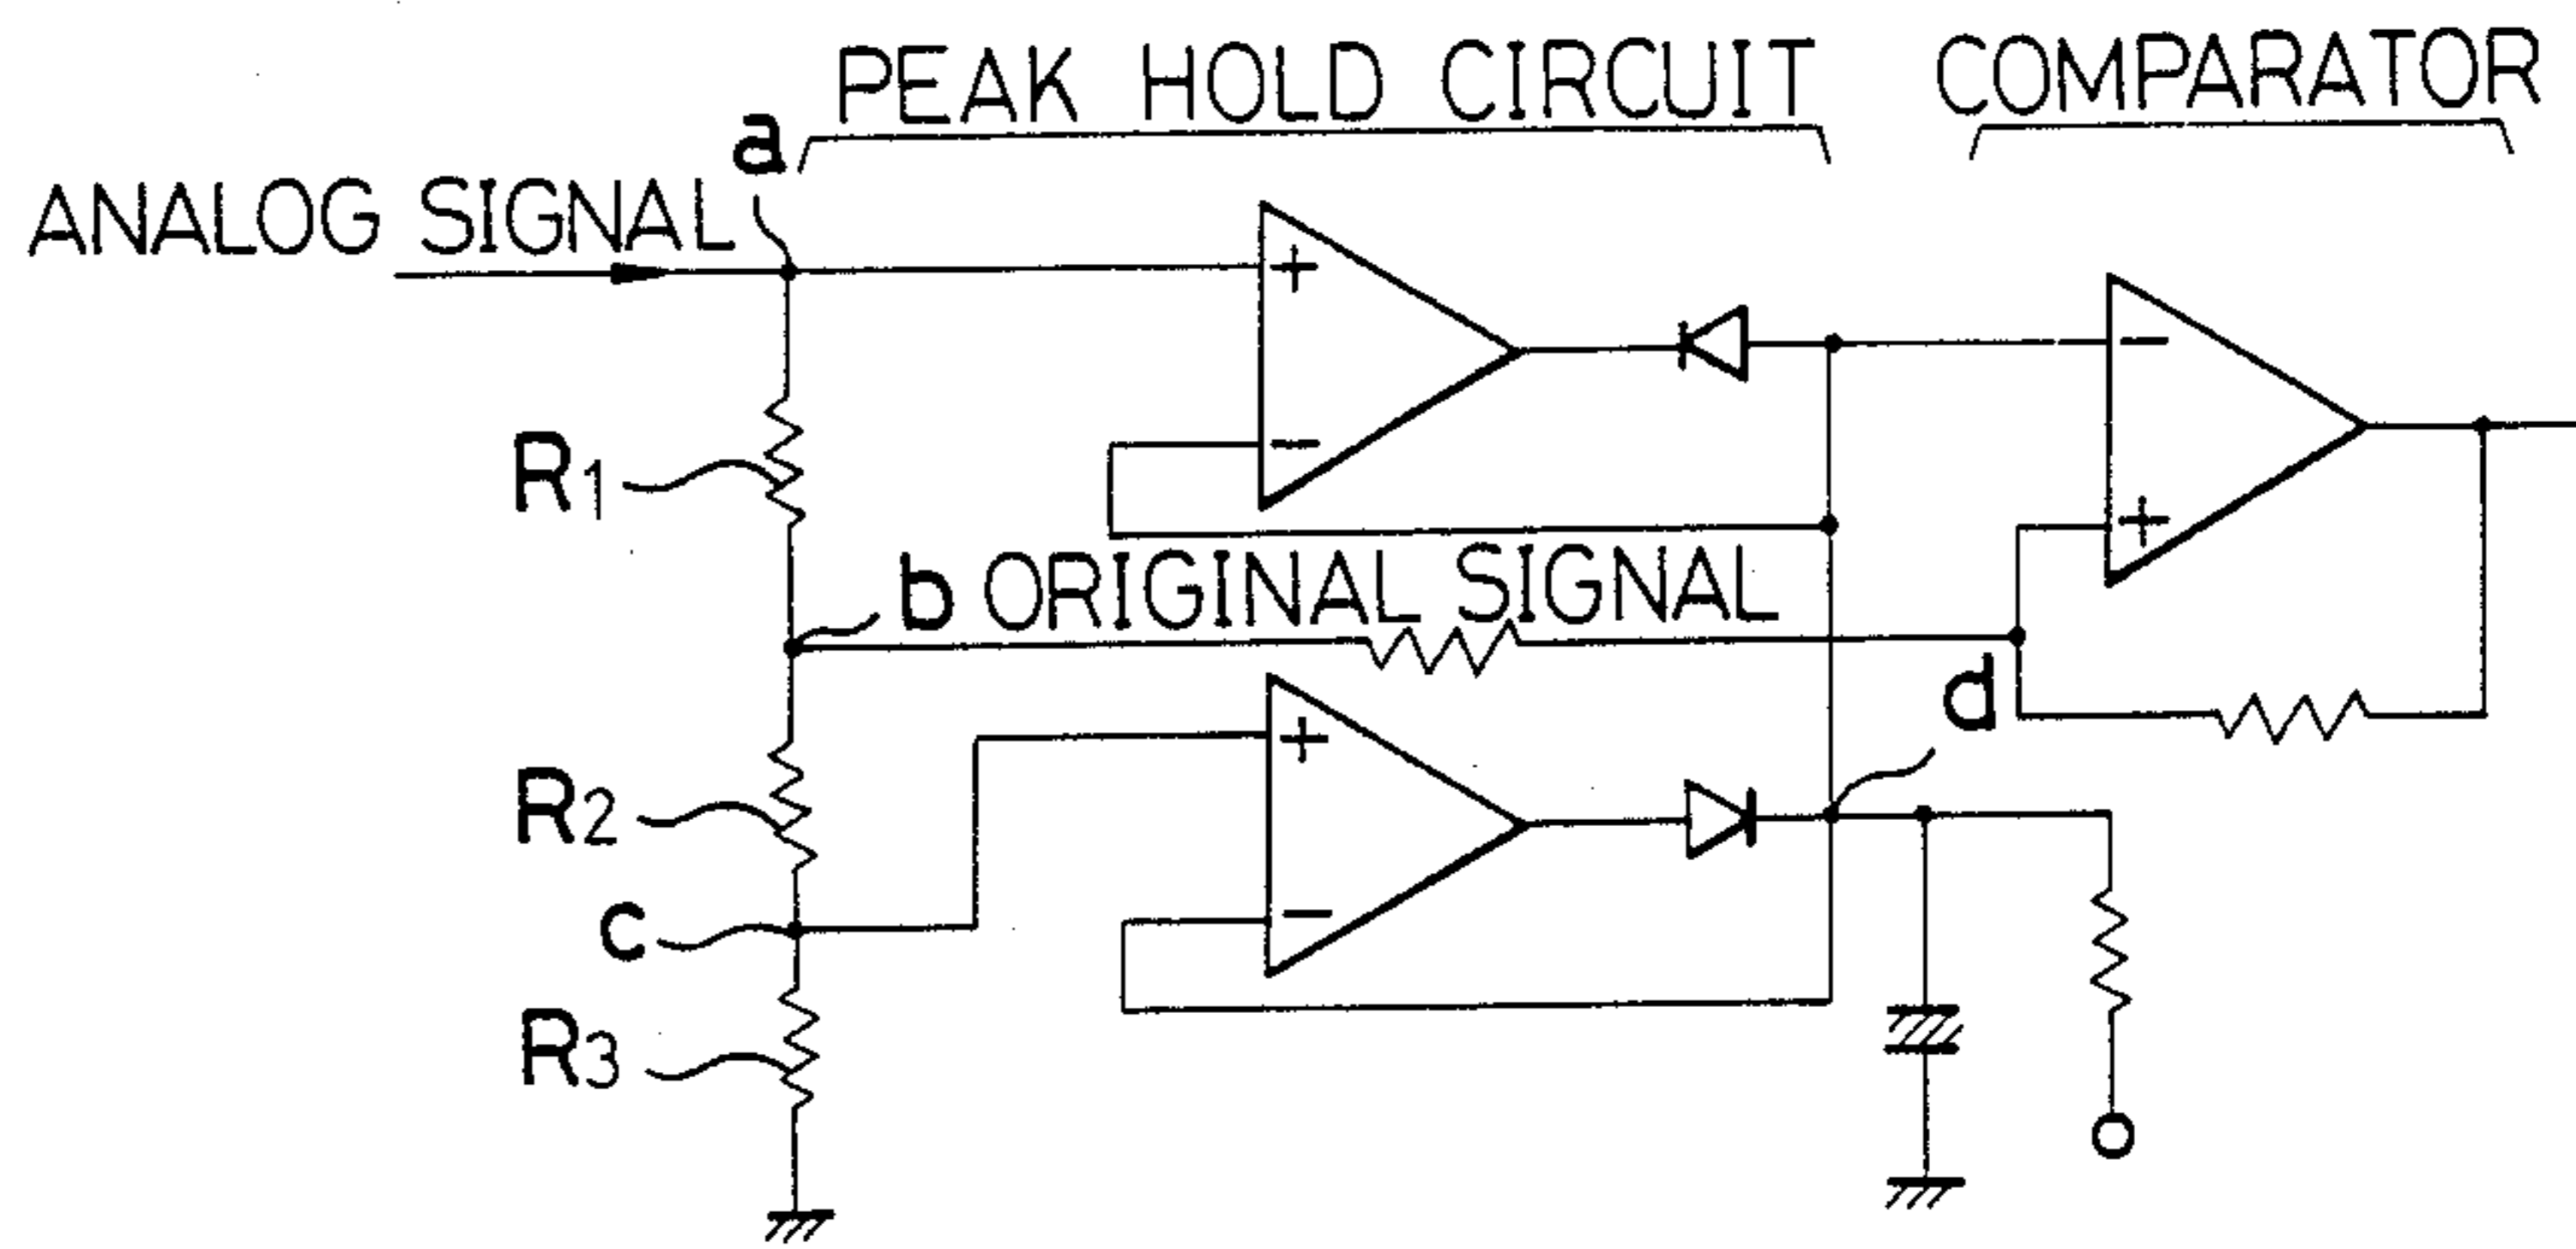 PEAK HOLD CIRCUIT COMPARATOR
a
ANALOG SIGNAL
+
−
−
+
R1
b ORIGINAL SIGNAL
d
+
−
R2
c
R3